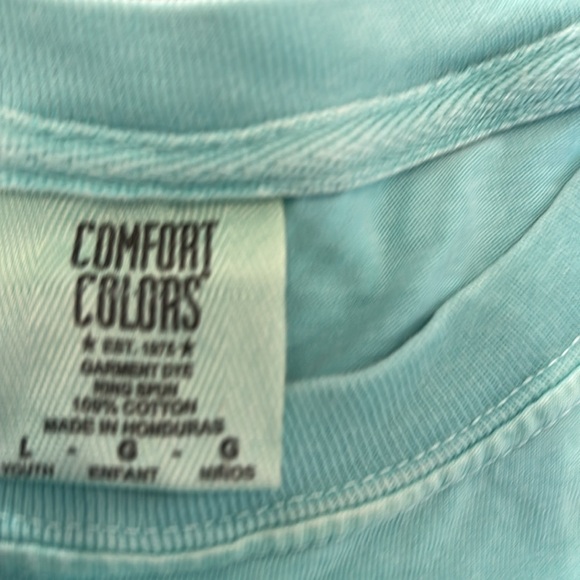 COMFORT
COLORS
★ EST. 1975 ★
GARMENT DYE
RING SPUN
100% COTTON
MADE IN HONDURAS
L - G - G
YOUTH ENFANT NIÑOS